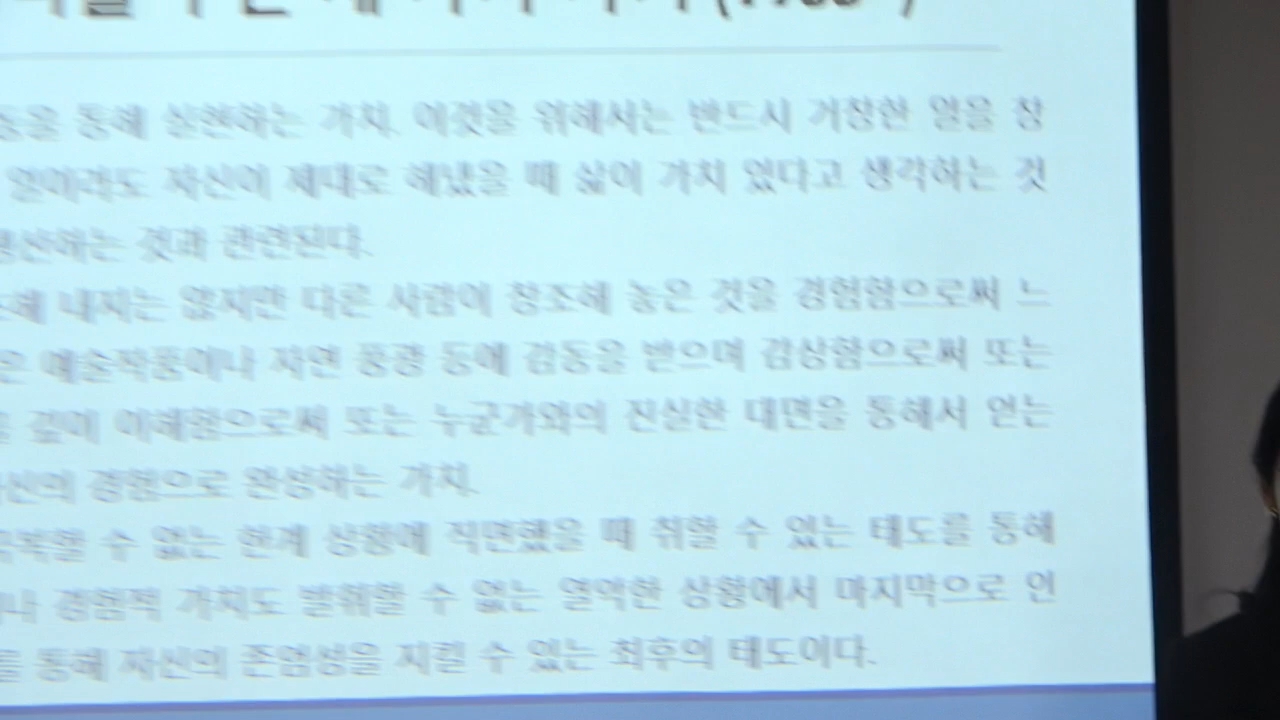 통해 실현하는 가치. 이것을 위해서는 반드시 거창한 일을 창
일이라도 자신이 제대로 해냈을 때 삶이 가치 있다고 생각하는 것
것과 관련된다.
내지는 않지만 다른 사람이 창조해 놓은 것을 경험함으로써 느
예술작품이나 자연 풍광 등에 감동을 받으며 감상함으로써 또는
깊이 이해함으로써 또는 누군가와의 진실한 대면을 통해서 얻는
경험으로 완성하는 가치.
수 없는 한계 상황에 직면했을 때 취할 수 있는 태도를 통해
경험적 가치도 발휘할 수 없는 열악한 상황에서 마지막으로 인
를 통해 자신의 존엄성을 지킬 수 있는 최후의 태도이다.